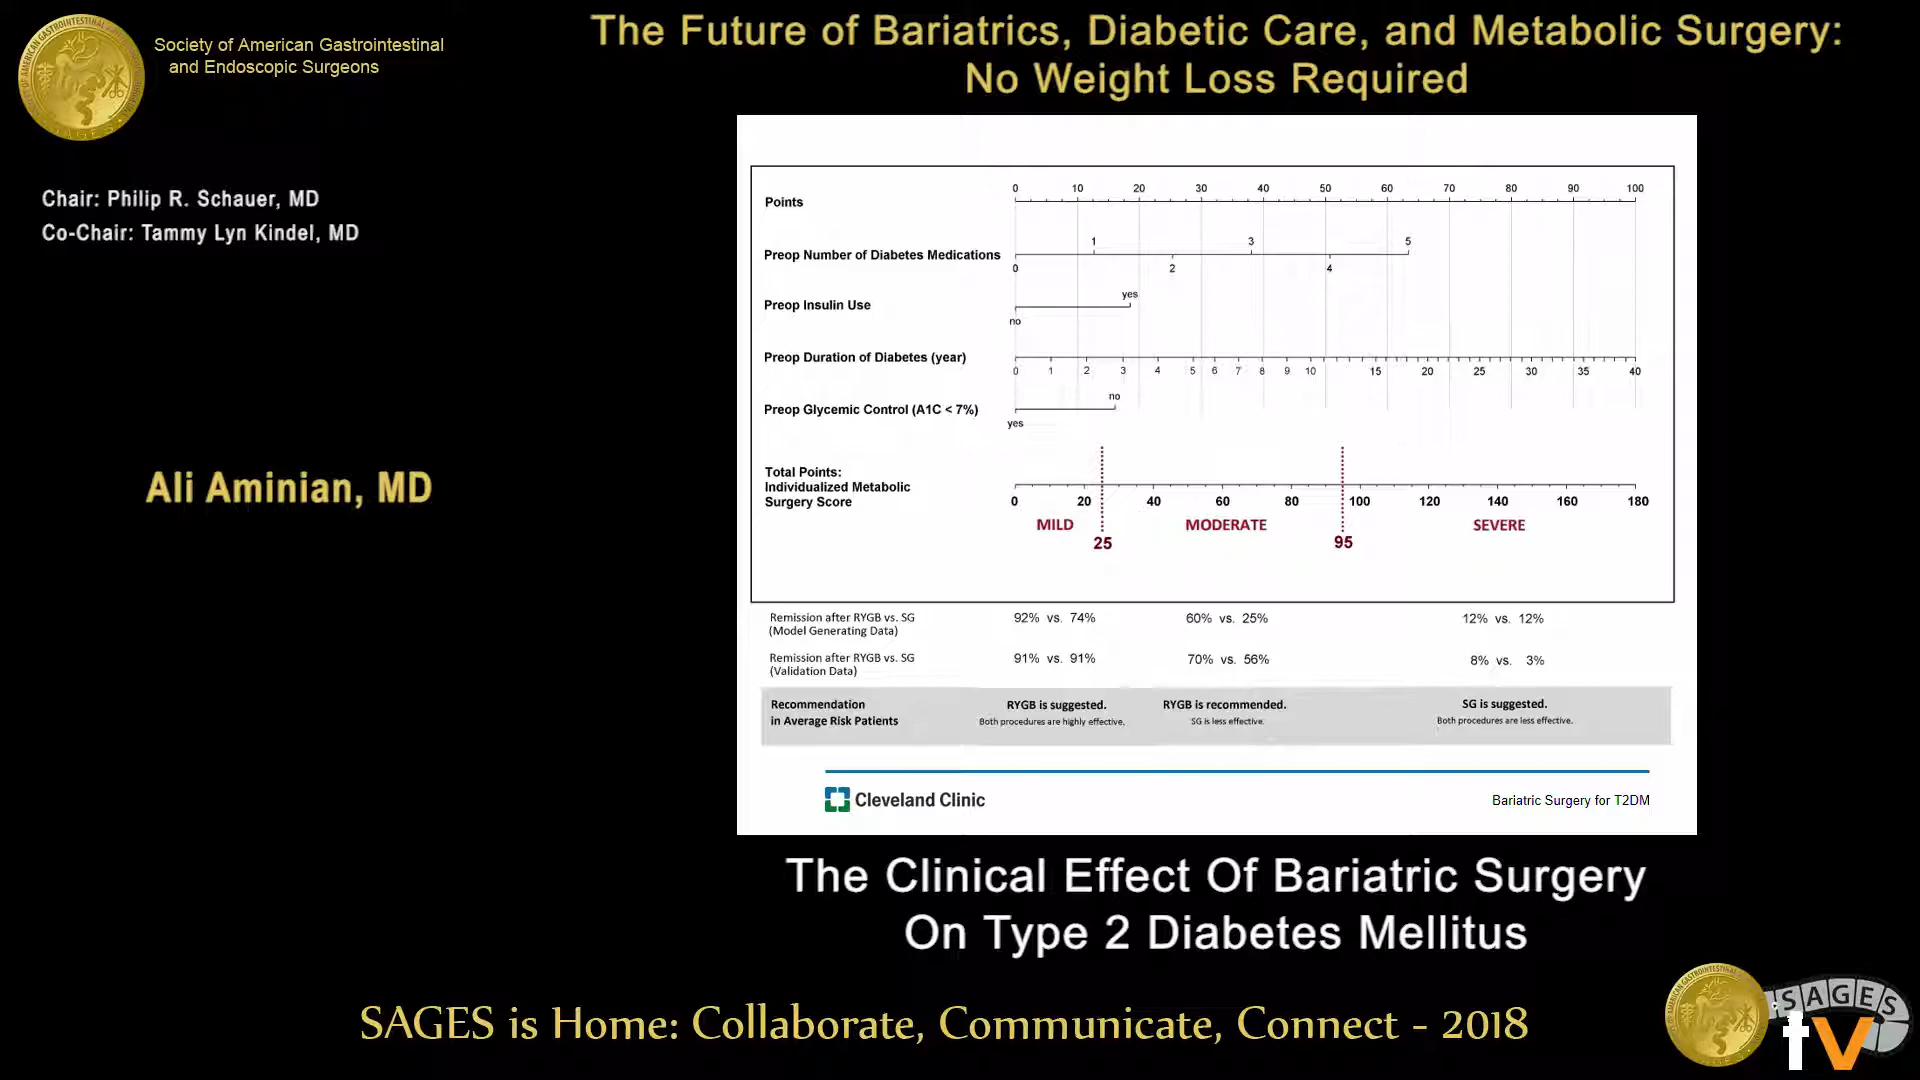 Society of American Gastrointestinal
and Endoscopic Surgeons
The Future of Bariatrics, Diabetic Care, and Metabolic Surgery:
No Weight Loss Required
Chair: Philip R. Schauer, MD
Co-Chair: Tammy Lyn Kindel, MD
Ali Aminian, MD
0 10 20 30 40 50 60 70 80 90 100
Points
1 3 5
Preop Number of Diabetes Medications
0 2 4
yes
Preop Insulin Use
no
Preop Duration of Diabetes (year)
0 1 2 3 4 5 6 7 8 9 10 15 20 25 30 35 40
no
Preop Glycemic Control (A1C < 7%)
yes
Total Points:
Individualized Metabolic
Surgery Score
0 20 40 60 80 100 120 140 160 180
MILD MODERATE SEVERE
25 95
Remission after RYGB vs. SG
(Model Generating Data)
92% vs. 74% 60% vs. 25% 12% vs. 12%
Remission after RYGB vs. SG
(Validation Data)
91% vs. 91% 70% vs. 56% 8% vs. 3%
Recommendation
in Average Risk Patients
RYGB is suggested. RYGB is recommended. SG is suggested.
Both procedures are highly effective. SG is less effective. Both procedures are less effective.
Cleveland Clinic
Bariatric Surgery for T2DM
The Clinical Effect Of Bariatric Surgery
On Type 2 Diabetes Mellitus
SAGES is Home: Collaborate, Communicate, Connect - 2018
SAGES
tv